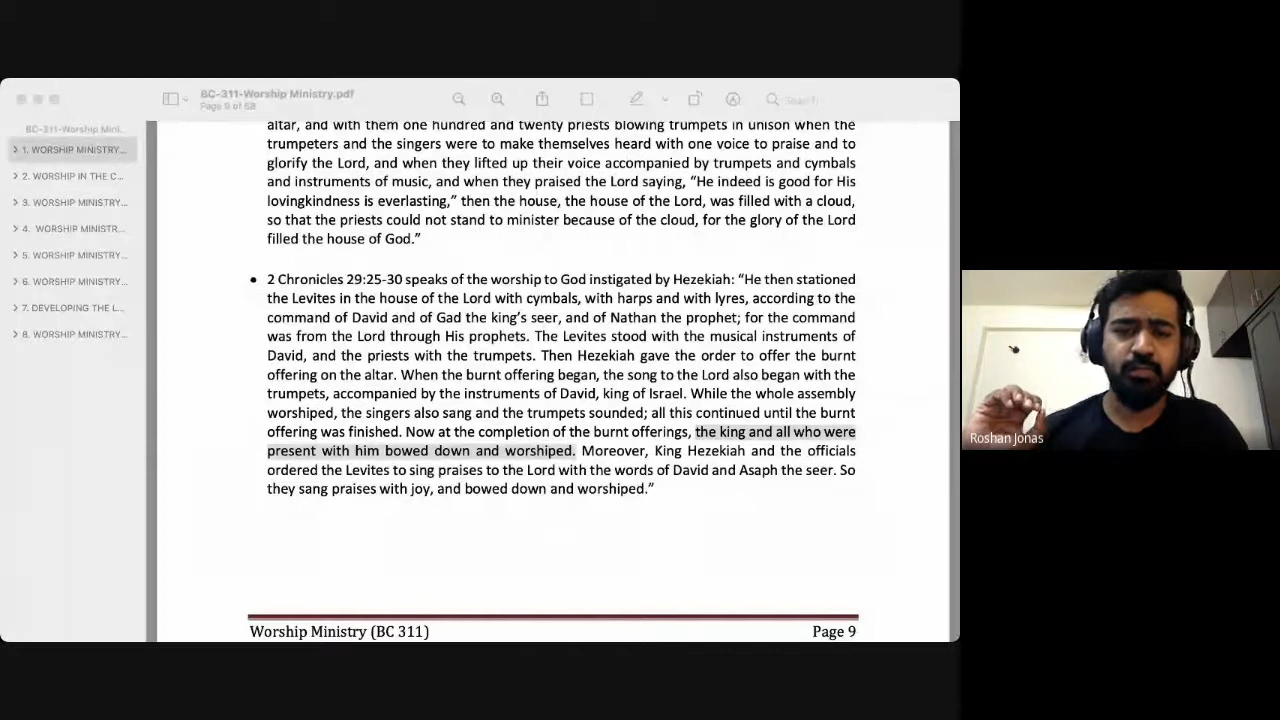 BC-311-Worship Ministry.pdf
Page 9 of 58
Search
BC-311-Worship Mini...
1. WORSHIP MINISTRY...
2. WORSHIP IN THE C...
3. WORSHIP MINISTRY...
4. WORSHIP MINISTR...
5. WORSHIP MINISTRY...
6. WORSHIP MINISTRY...
7. DEVELOPING THE L...
8. WORSHIP MINISTRY...
altar, and with them one hundred and twenty priests blowing trumpets in unison when the
trumpeters and the singers were to make themselves heard with one voice to praise and to
glorify the Lord, and when they lifted up their voice accompanied by trumpets and cymbals
and instruments of music, and when they praised the Lord saying, “He indeed is good for His
lovingkindness is everlasting,” then the house, the house of the Lord, was filled with a cloud,
so that the priests could not stand to minister because of the cloud, for the glory of the Lord
filled the house of God.”
• 2 Chronicles 29:25-30 speaks of the worship to God instigated by Hezekiah: “He then stationed
the Levites in the house of the Lord with cymbals, with harps and with lyres, according to the
command of David and of Gad the king’s seer, and of Nathan the prophet; for the command
was from the Lord through His prophets. The Levites stood with the musical instruments of
David, and the priests with the trumpets. Then Hezekiah gave the order to offer the burnt
offering on the altar. When the burnt offering began, the song to the Lord also began with the
trumpets, accompanied by the instruments of David, king of Israel. While the whole assembly
worshiped, the singers also sang and the trumpets sounded; all this continued until the burnt
offering was finished. Now at the completion of the burnt offerings, the king and all who were
present with him bowed down and worshiped. Moreover, King Hezekiah and the officials
ordered the Levites to sing praises to the Lord with the words of David and Asaph the seer. So
they sang praises with joy, and bowed down and worshiped.”
Worship Ministry (BC 311)
Page 9
Roshan Jonas